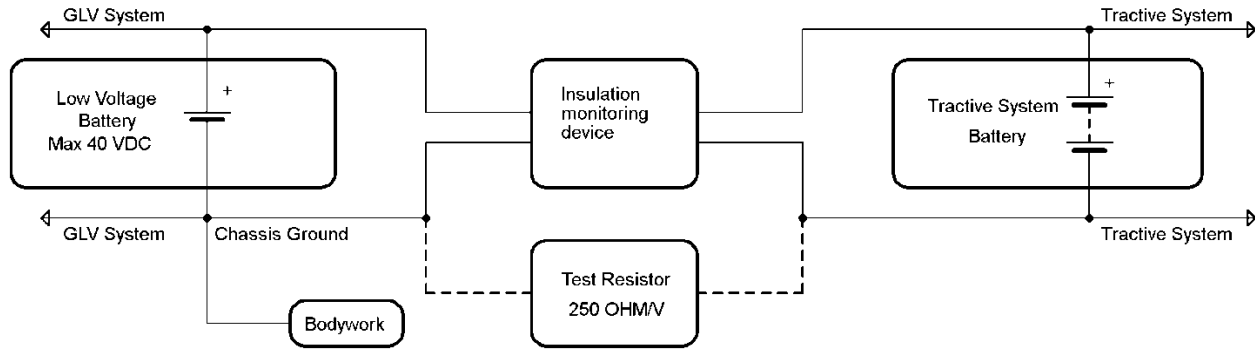 GLV System
Tractive System
Low Voltage
Battery
Max 40 VDC
+
Insulation
monitoring
device
Tractive System
Battery
+
GLV System
Chassis Ground
Tractive System
Test Resistor
250 OHM/V
Bodywork